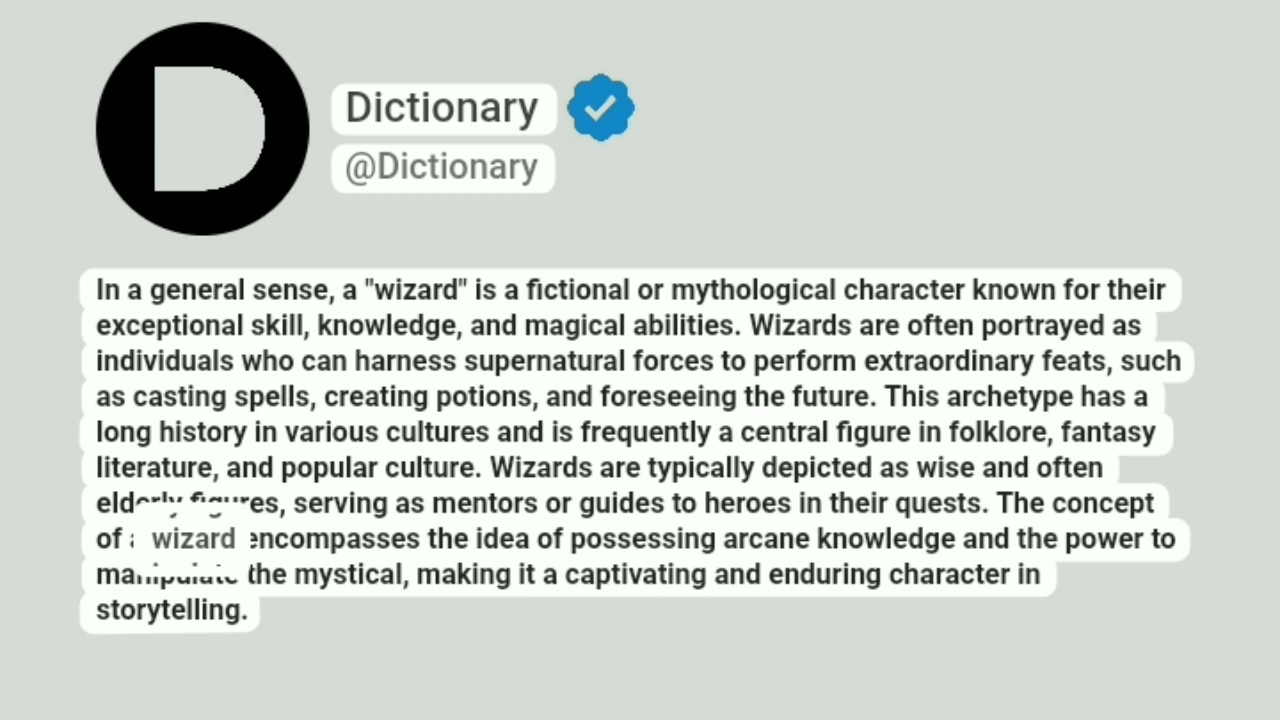 D
Dictionary
@Dictionary
In a general sense, a "wizard" is a fictional or mythological character known for their
exceptional skill, knowledge, and magical abilities. Wizards are often portrayed as
individuals who can harness supernatural forces to perform extraordinary feats, such
as casting spells, creating potions, and foreseeing the future. This archetype has a
long history in various cultures and is frequently a central figure in folklore, fantasy
literature, and popular culture. Wizards are typically depicted as wise and often
elderly figures, serving as mentors or guides to heroes in their quests. The concept
of a wizard encompasses the idea of possessing arcane knowledge and the power to
manipulate the mystical, making it a captivating and enduring character in
storytelling.